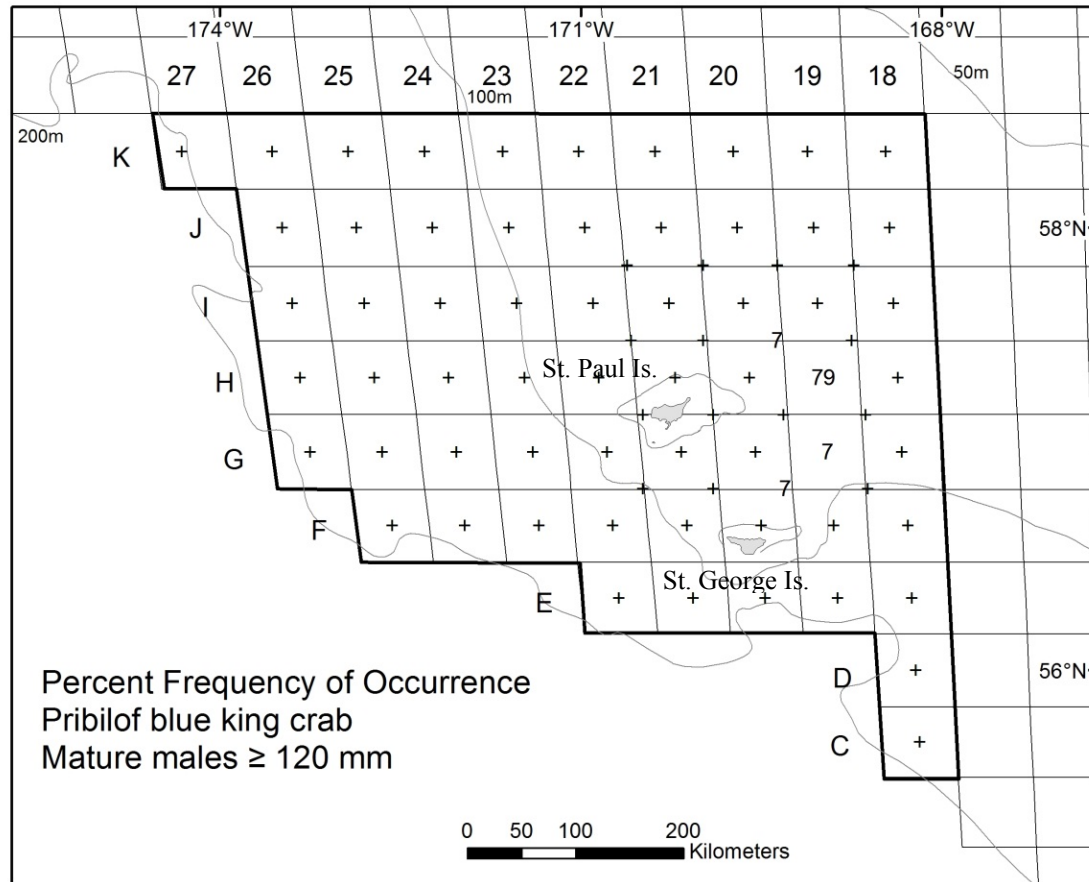 174°W 171°W 168°W
27 26 25 24 23 22 21 20 19 18
50m
100m
200m
K
J
58°N
I
7
St. Paul Is.
H
79
G
7
7
F
St. George Is.
E
Percent Frequency of Occurrence
D
56°N
Pribilof blue king crab
C
Mature males ≥ 120 mm
0 50 100 200
Kilometers